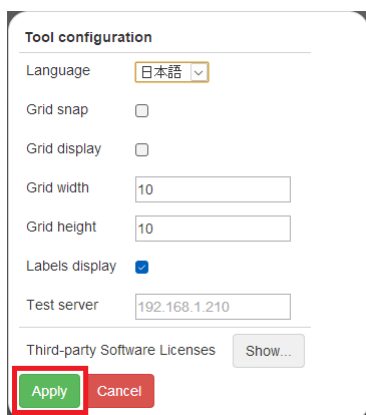 Tool configuration
Language 日本語
Grid snap
Grid display
Grid width 10
Grid height 10
Labels display
Test server 192.168.1.210
Third-party Software Licenses Show...
Apply Cancel